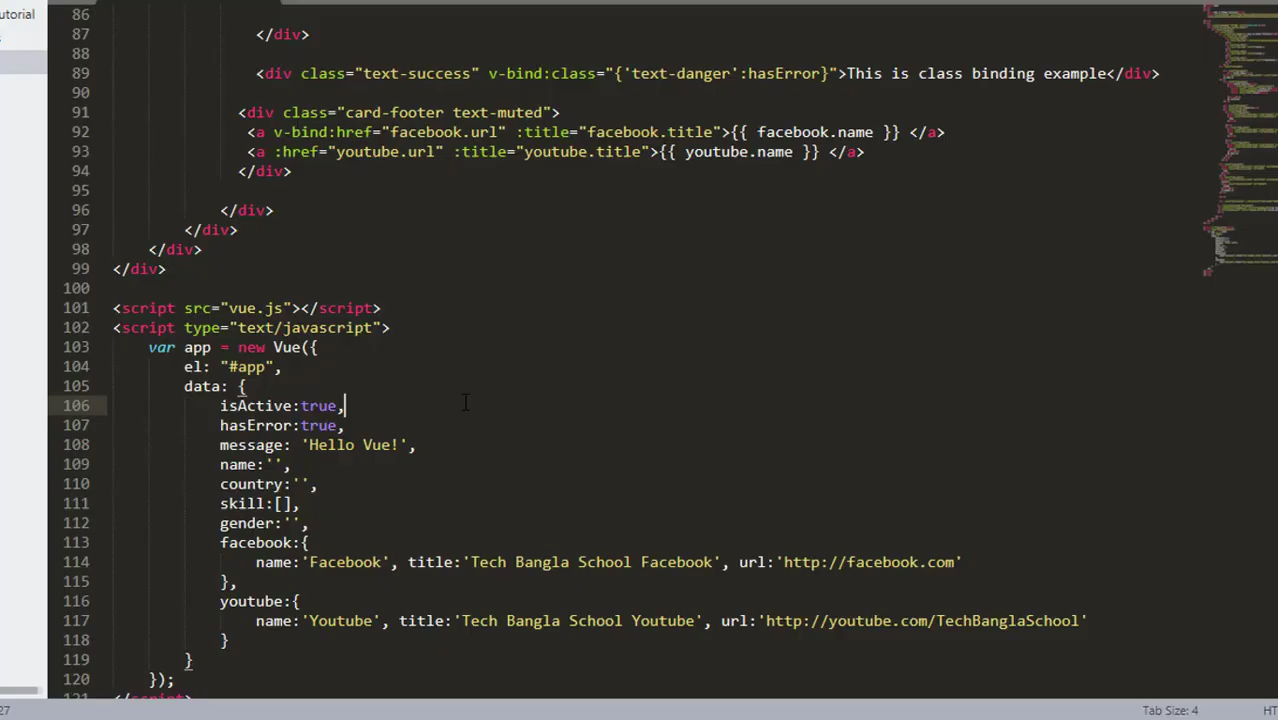 utorial
86
87 </div>
88
89 <div class="text-success" v-bind:class="{'text-danger':hasError}">This is class binding example</div>
90
91 <div class="card-footer text-muted">
92 <a v-bind:href="facebook.url" :title="facebook.title">{{ facebook.name }} </a>
93 <a :href="youtube.url" :title="youtube.title">{{ youtube.name }} </a>
94 </div>
95
96 </div>
97 </div>
98 </div>
99 </div>
100
101 <script src="vue.js"></script>
102 <script type="text/javascript">
103 var app = new Vue({
104 el: "#app",
105 data: {
106 isActive:true,
107 hasError:true,
108 message: 'Hello Vue!',
109 name:'',
110 country:'',
111 skill:[],
112 gender:'',
113 facebook:{
114 name:'Facebook', title:'Tech Bangla School Facebook', url:'http://facebook.com'
115 },
116 youtube:{
117 name:'Youtube', title:'Tech Bangla School Youtube', url:'http://youtube.com/TechBanglaSchool'
118 }
119 }
120 });
121 </script>
27 Tab Size: 4 HT